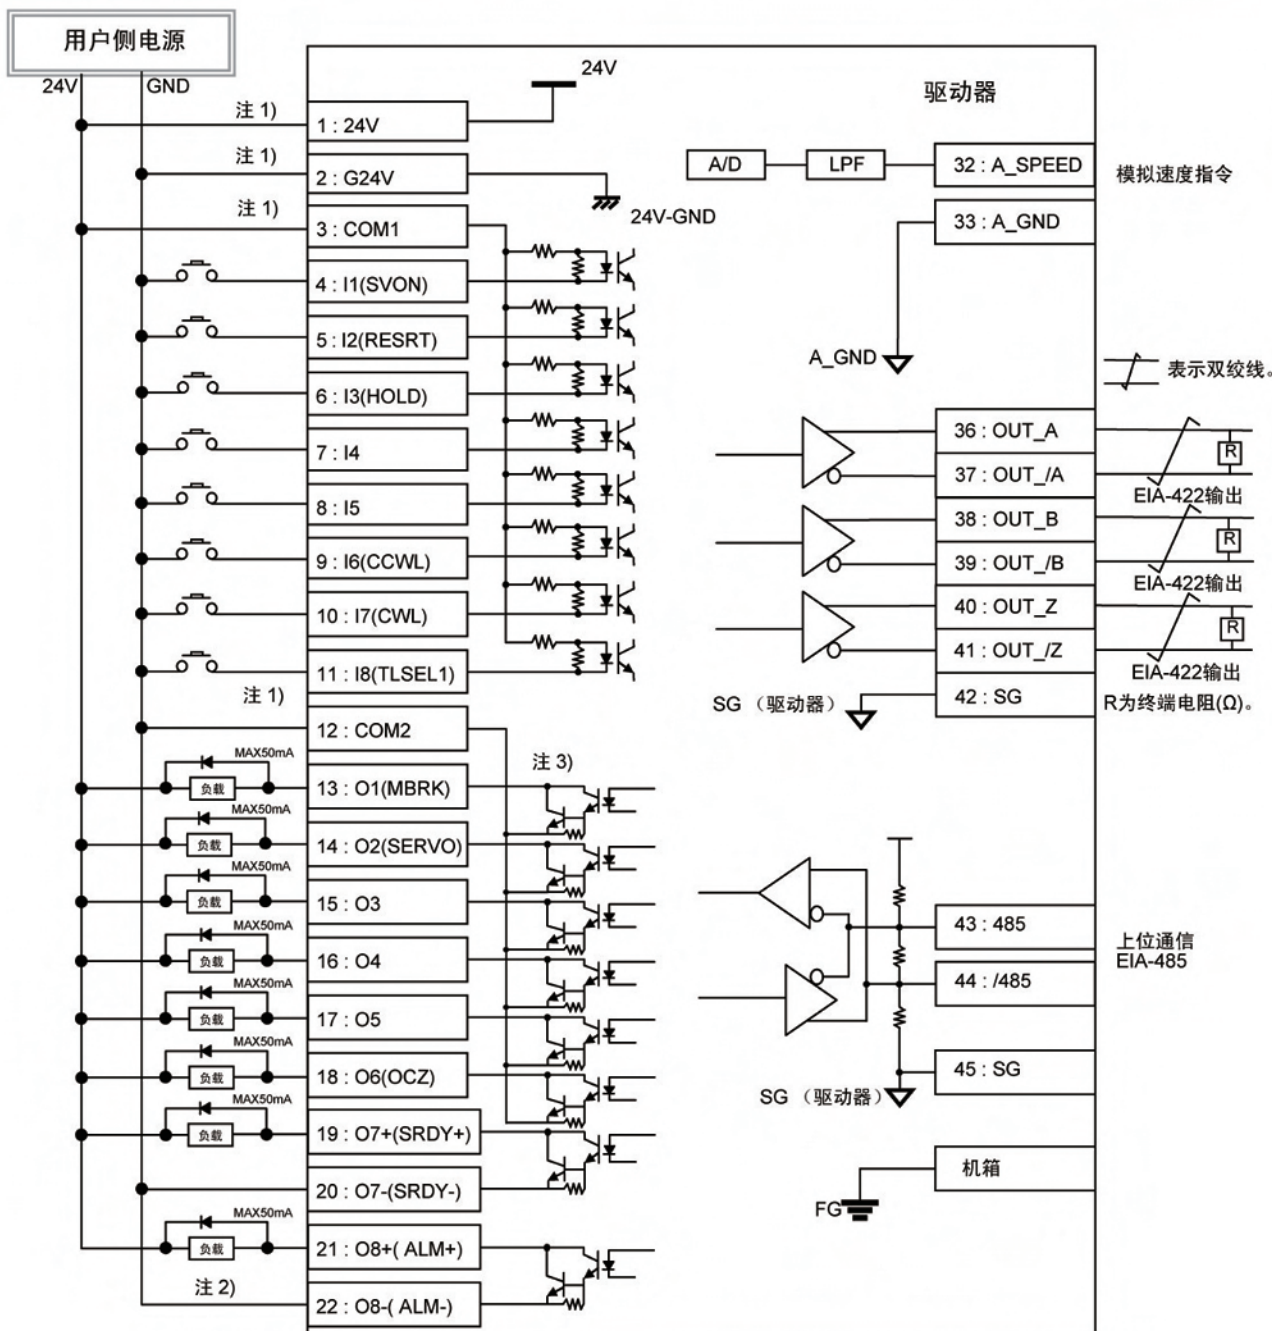 用户侧电源
24V
GND
24V
驱动器
注 1)
1 : 24V
注 1)
2 : G24V
24V-GND
注 1)
3 : COM1
4 : I1(SVON)
5 : I2(RESRT)
6 : I3(HOLD)
7 : I4
8 : I5
9 : I6(CCWL)
10 : I7(CWL)
11 : I8(TLSEL1)
注 1)
12 : COM2
注 3)
MAX50mA
负载
13 : O1(MBRK)
MAX50mA
负载
14 : O2(SERVO)
MAX50mA
负载
15 : O3
MAX50mA
负载
16 : O4
MAX50mA
负载
17 : O5
MAX50mA
负载
18 : O6(OCZ)
MAX50mA
负载
19 : O7+(SRDY+)
20 : O7-(SRDY-)
MAX50mA
负载
21 : O8+( ALM+)
注 2)
22 : O8-( ALM-)
A/D
LPF
32 : A_SPEED
模拟速度指令
33 : A_GND
A_GND
表示双绞线。
36 : OUT_A
R
37 : OUT_/A
EIA-422输出
38 : OUT_B
R
39 : OUT_/B
EIA-422输出
40 : OUT_Z
R
41 : OUT_/Z
EIA-422输出
SG （驱动器）
42 : SG
R为终端电阻(Ω)。
43 : 485
上位通信
EIA-485
44 : /485
45 : SG
SG （驱动器）
机箱
FG